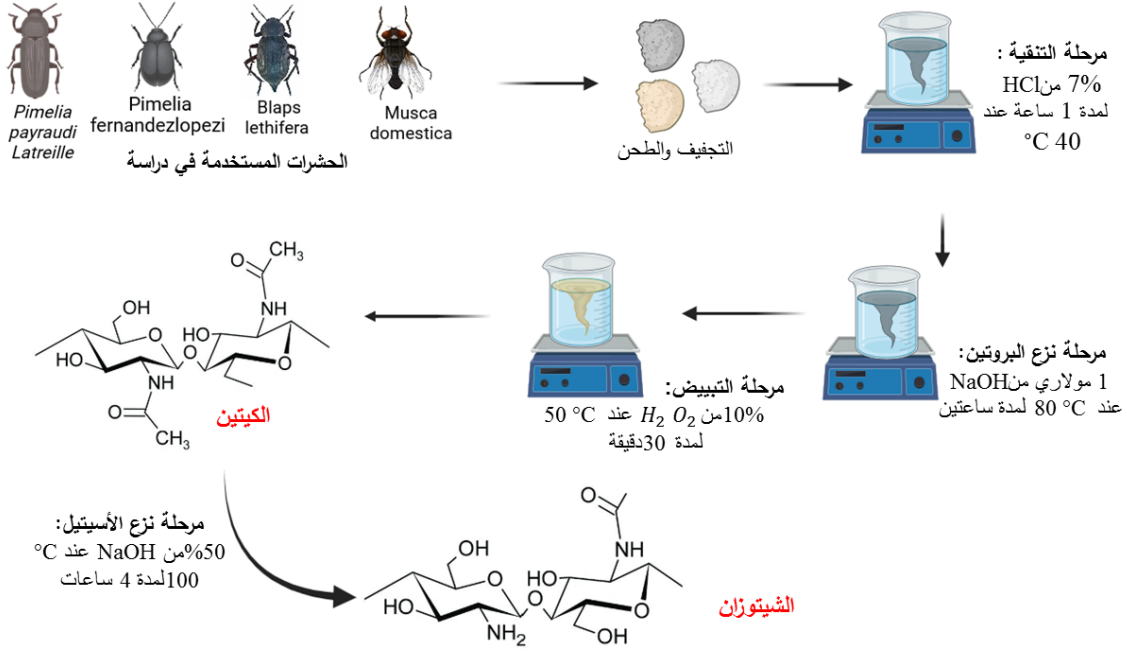 Pimelia
payraudi
Latreille
Pimelia
fernandezlopezi
Blaps
lethifera
Musca
domestica
الحشرات المستخدمة في دراسة
التجفيف والطحن
مرحلة التنقية :
7% منHCl
لمدة 1 ساعة عند
40 °C
مرحلة نزع البروتين:
1 مولاري منNaOH
عند 80 °C لمدة ساعتين
مرحلة التبييض:
10%من H₂ O₂ عند 50 °C
لمدة 30دقيقة
CH₃
O
NH
OH
O
HO
HO
O
O
NH
O
CH₃
الكيتين
مرحلة نزع الأسيتيل:
50%من NaOH عند °C
100لمدة 4 ساعات
O
NH
OH
O
HO
HO
O
O
NH₂
OH
الشيتوزان